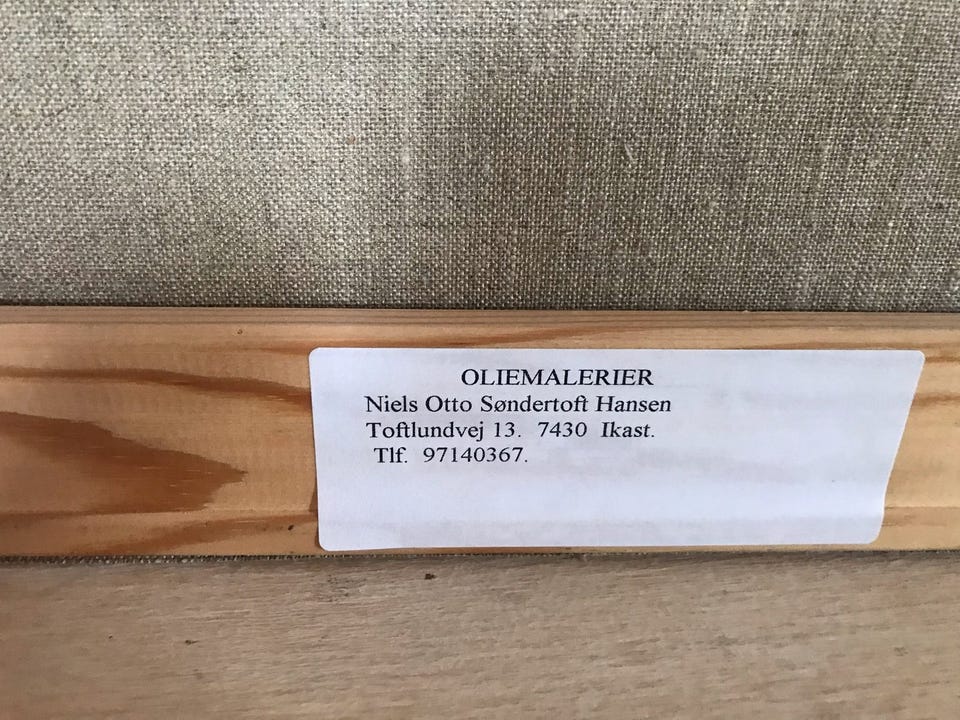 OLIEMALERIER
Niels Otto Søndertoft Hansen
Toftlundvej 13. 7430 Ikast.
Tlf. 97140367.